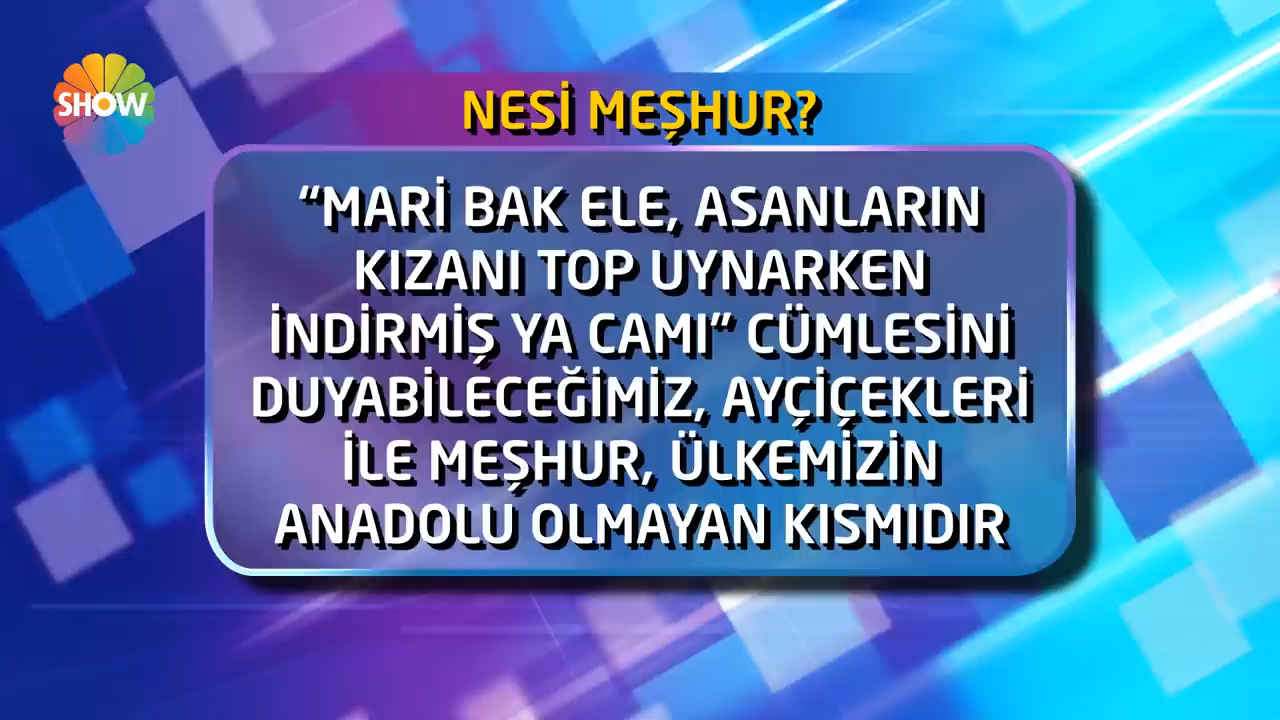 SHOW
NESİ MEŞHUR?
“MARİ BAK ELE, ASANLARIN
KIZANI TOP UYNARKEN
İNDİRMİŞ YA CAMI” CÜMLESİNİ
DUYABİLECEĞİMİZ, AYÇİÇEKLERİ
İLE MEŞHUR, ÜLKEMİZİN
ANADOLU OLMAYAN KISMIDIR